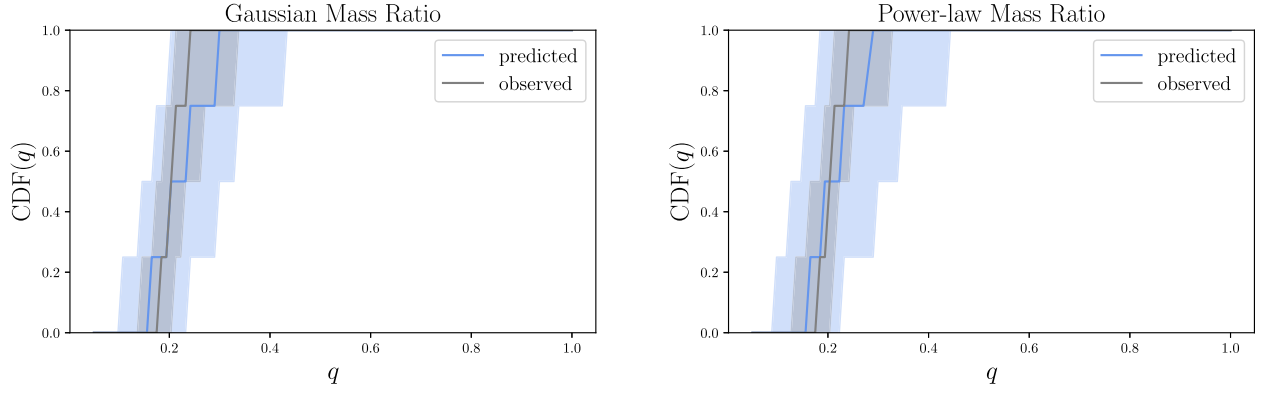 Gaussian Mass Ratio
1.0
0.8
0.6
0.4
0.2
0.0
CDF(q)
predicted
observed
0.2 0.4 0.6 0.8 1.0
q
Power-law Mass Ratio
1.0
0.8
0.6
0.4
0.2
0.0
CDF(q)
predicted
observed
0.2 0.4 0.6 0.8 1.0
q